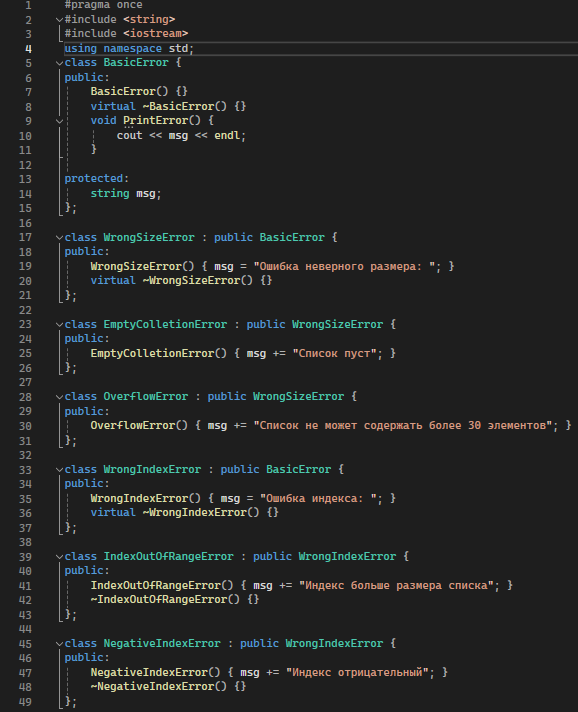 1 #pragma once
2 #include <string>
3 #include <iostream>
4 using namespace std;
5 class BasicError {
6 public:
7     BasicError() {}
8     virtual ~BasicError() {}
9     void PrintError() {
10         cout << msg << endl;
11     }
12
13 protected:
14     string msg;
15 };
16
17 class WrongSizeError : public BasicError {
18 public:
19     WrongSizeError() { msg = "Ошибка неверного размера: "; }
20     virtual ~WrongSizeError() {}
21 };
22
23 class EmptyColletionError : public WrongSizeError {
24 public:
25     EmptyColletionError() { msg += "Список пуст"; }
26 };
27
28 class OverflowError : public WrongSizeError {
29 public:
30     OverflowError() { msg += "Список не может содержать более 30 элементов"; }
31 };
32
33 class WrongIndexError : public BasicError {
34 public:
35     WrongIndexError() { msg = "Ошибка индекса: "; }
36     virtual ~WrongIndexError() {}
37 };
38
39 class IndexOutOfRangeError : public WrongIndexError {
40 public:
41     IndexOutOfRangeError() { msg += "Индекс больше размера списка"; }
42     ~IndexOutOfRangeError() {}
43 };
44
45 class NegativeIndexError : public WrongIndexError {
46 public:
47     NegativeIndexError() { msg += "Индекс отрицательный"; }
48     ~NegativeIndexError() {}
49 };